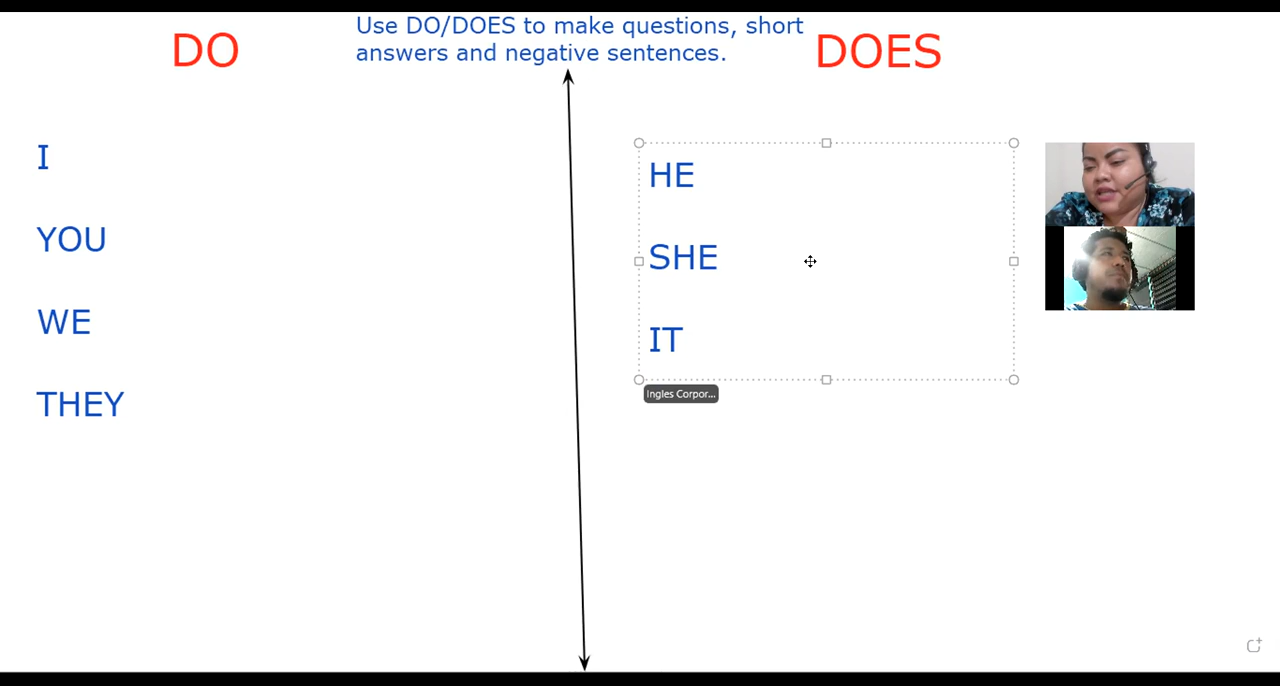 Use DO/DOES to make questions, short
answers and negative sentences.
DO
I
YOU
WE
THEY
DOES
HE
SHE
IT
Ingles Corpor...